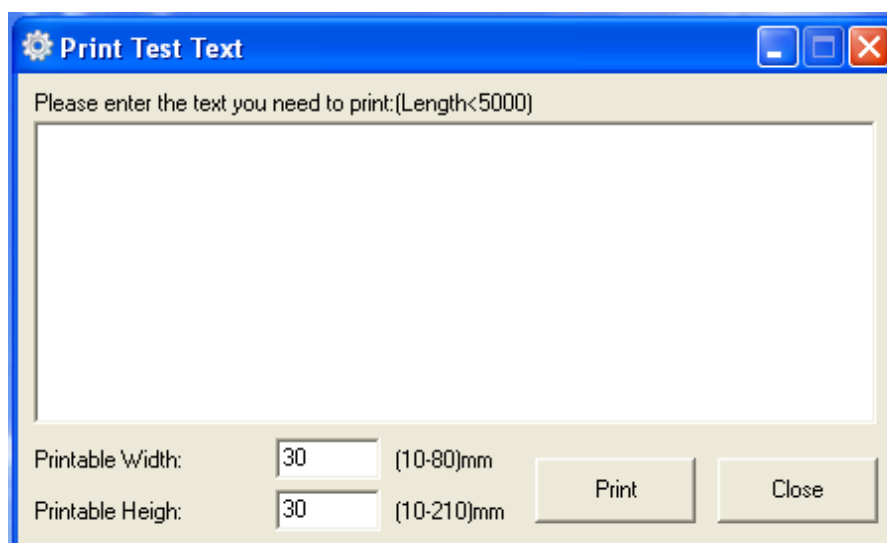 Print Test Text
Please enter the text you need to print:(Length<5000)
Printable Width: 30 (10-80)mm
Printable Heigh: 30 (10-210)mm
Print Close